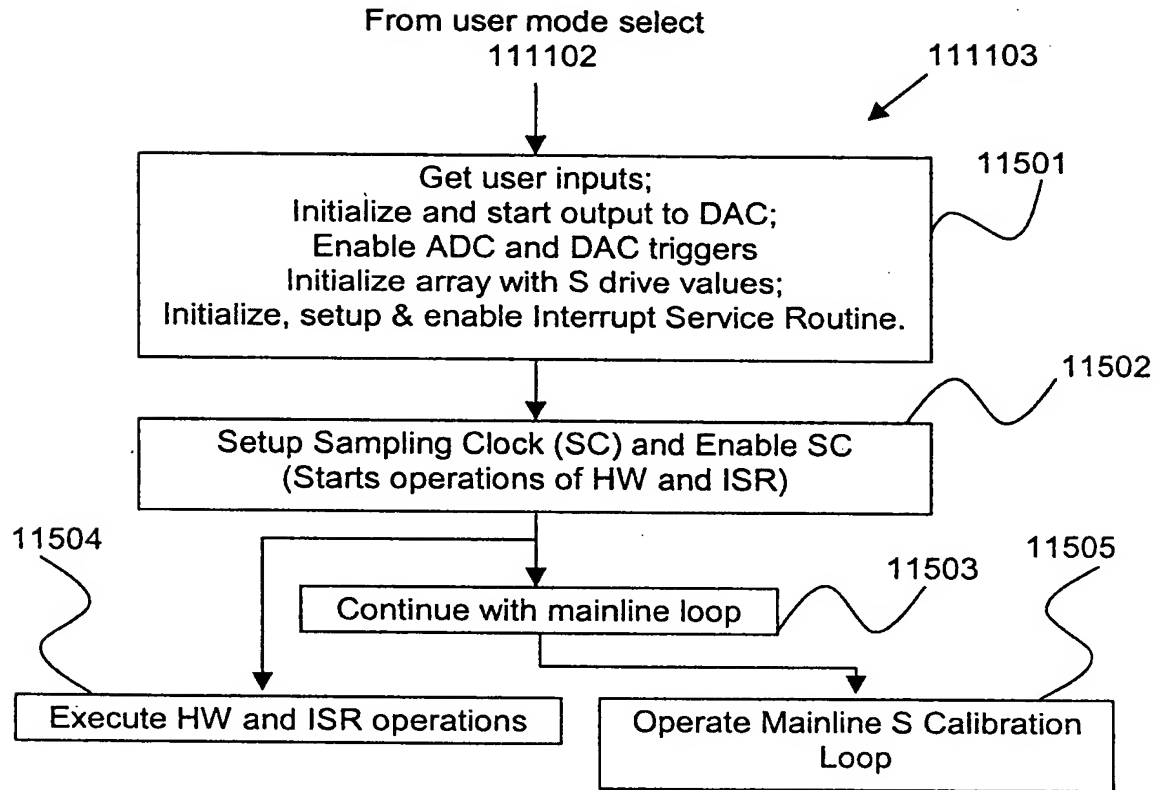 From user mode select
111102
111103
Get user inputs;
Initialize and start output to DAC;
Enable ADC and DAC triggers
Initialize array with S drive values;
Initialize, setup & enable Interrupt Service Routine.
11501
11502
Setup Sampling Clock (SC) and Enable SC
(Starts operations of HW and ISR)
11504
11505
11503
Continue with mainline loop
Execute HW and ISR operations
Operate Mainline S Calibration
Loop